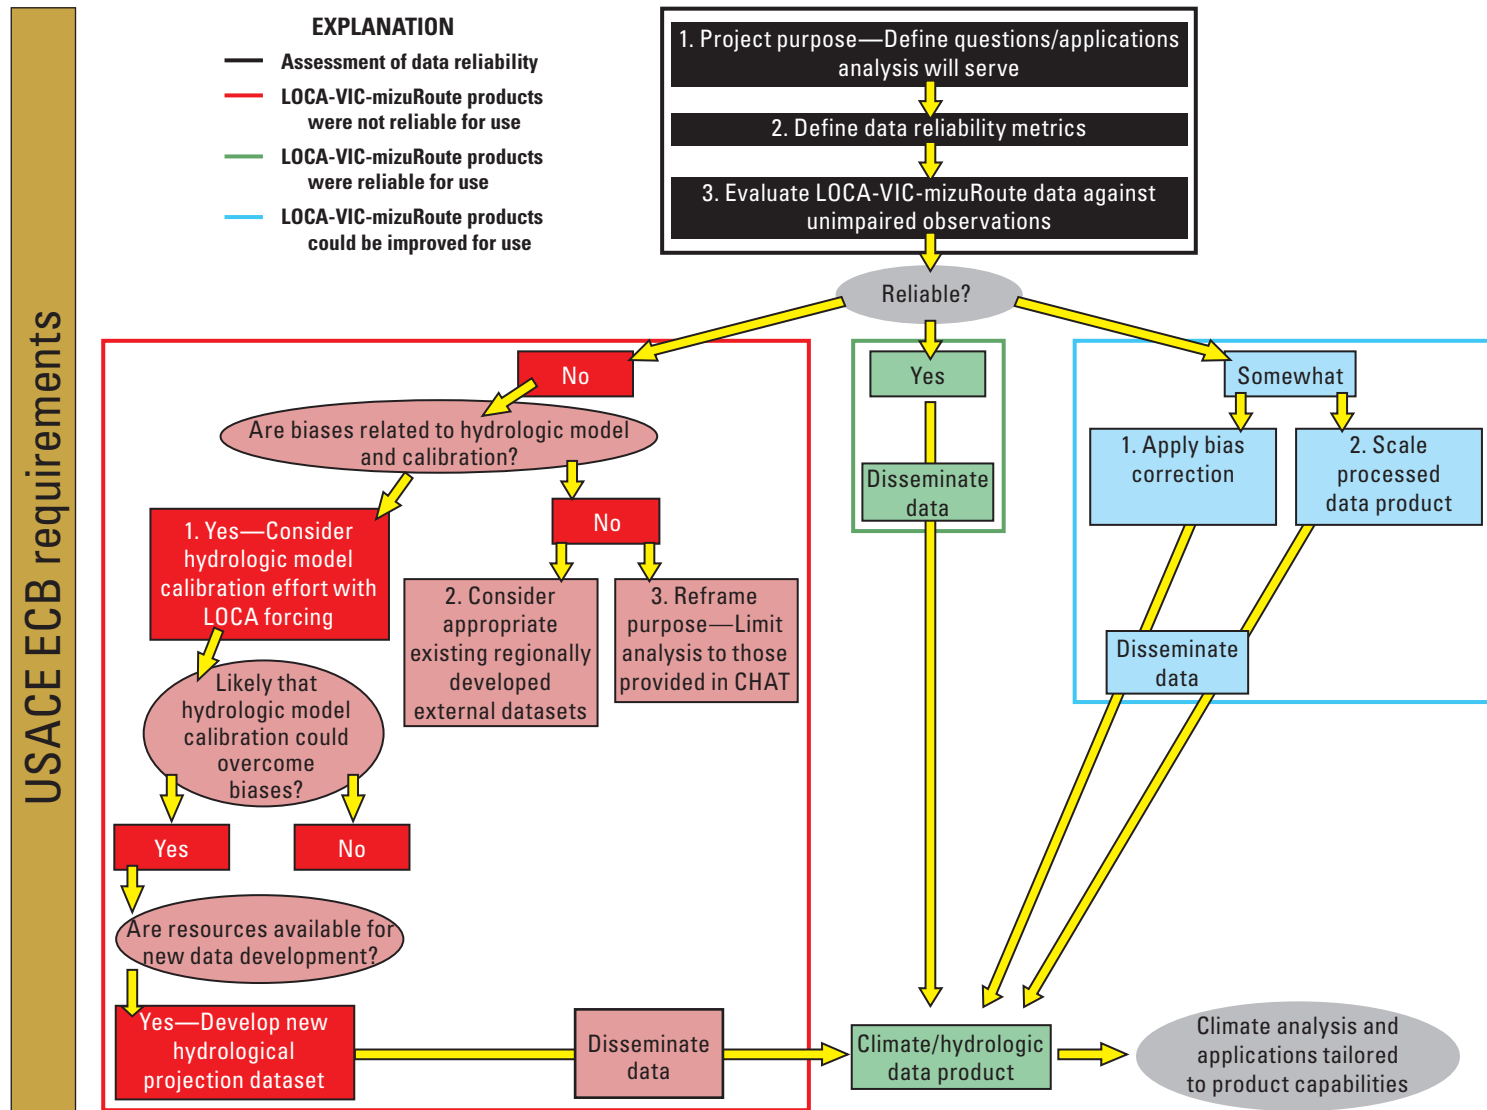 USACE ECB requirements
EXPLANATION
Assessment of data reliability
LOCA-VIC-mizuRoute products
were not reliable for use
LOCA-VIC-mizuRoute products
were reliable for use
LOCA-VIC-mizuRoute products
could be improved for use
1. Project purpose—Define questions/applications
analysis will serve
2. Define data reliability metrics
3. Evaluate LOCA-VIC-mizuRoute data against
unimpaired observations
Reliable?
No
Are biases related to hydrologic model
and calibration?
1. Yes—Consider
hydrologic model
calibration effort with
LOCA forcing
No
2. Consider
appropriate
existing regionally
developed
external datasets
3. Reframe
purpose—Limit
analysis to those
provided in CHAT
Likely that
hydrologic model
calibration could
overcome
biases?
Yes
No
Are resources available for
new data development?
Yes—Develop new
hydrological
projection dataset
Disseminate
data
Yes
Disseminate
data
Somewhat
1. Apply bias
correction
2. Scale
processed
data product
Disseminate
data
Climate/hydrologic
data product
Climate analysis and
applications tailored
to product capabilities